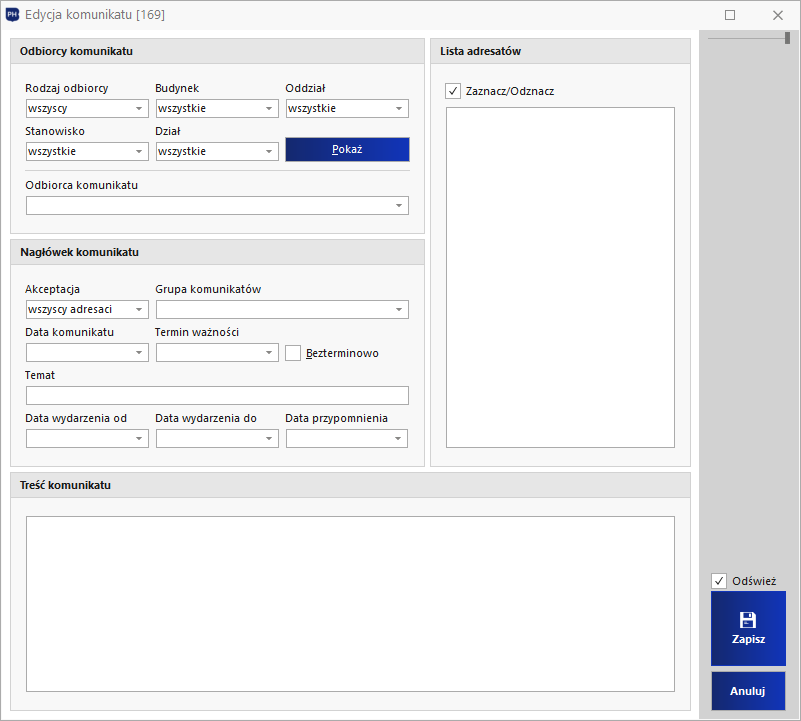 PH
Edycja komunikatu [169]
Odbiorcy komunikatu
Rodzaj odbiorcy Budynek Oddział
wszyscy wszystkie wszystkie
Stanowisko Dział
wszystkie wszystkie Pokaż
Odbiorca komunikatu
Lista adresatów
Zaznacz/Odznacz
Nagłówek komunikatu
Akceptacja Grupa komunikatów
wszyscy adresaci
Data komunikatu Termin ważności
Bezterminowo
Temat
Data wydarzenia od Data wydarzenia do Data przypomnienia
Treść komunikatu
Odśwież
Zapisz
Anuluj